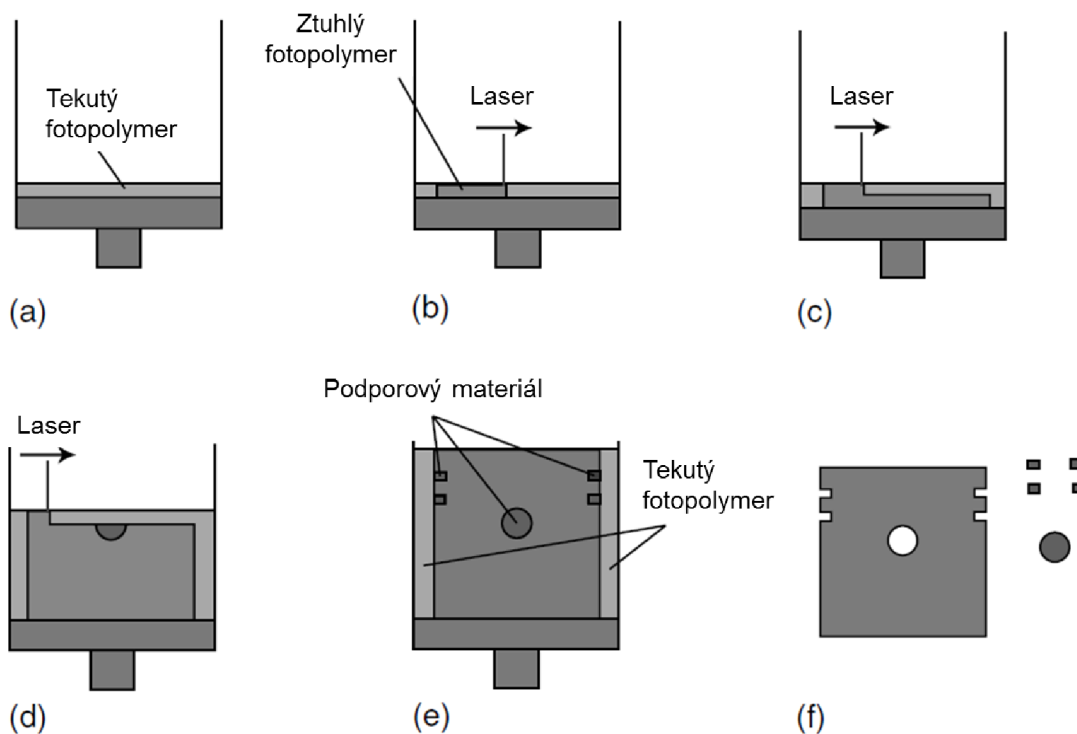 Tekutý
fotopolymer
(a)
Ztuhlý
fotopolymer
Laser
(b)
Laser
(c)
Laser
(d)
Podporový materiál
Tekutý
fotopolymer
(e)
(f)